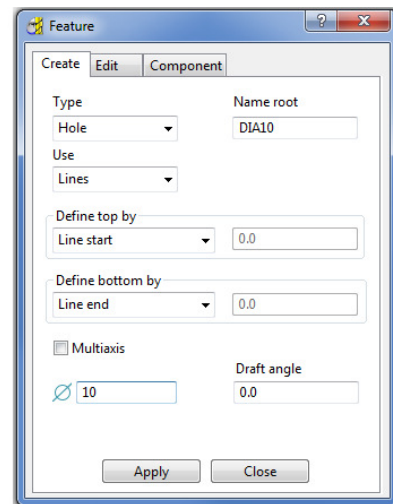 Feature
Create Edit Component
Type Name root
Hole DIA10
Use
Lines
Define top by
Line start 0.0
Define bottom by
Line end 0.0
Multiaxis
Draft angle
10 0.0
Apply Close